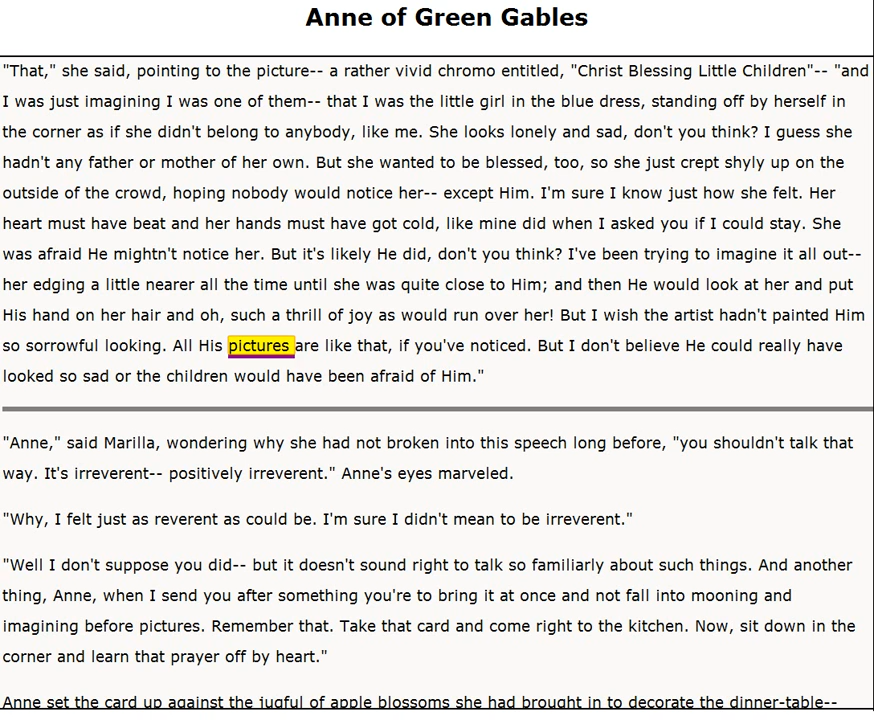 Anne of Green Gables
"That," she said, pointing to the picture-- a rather vivid chromo entitled, "Christ Blessing Little Children"-- "and
I was just imagining I was one of them-- that I was the little girl in the blue dress, standing off by herself in
the corner as if she didn't belong to anybody, like me. She looks lonely and sad, don't you think? I guess she
hadn't any father or mother of her own. But she wanted to be blessed, too, so she just crept shyly up on the
outside of the crowd, hoping nobody would notice her-- except Him. I'm sure I know just how she felt. Her
heart must have beat and her hands must have got cold, like mine did when I asked you if I could stay. She
was afraid He mightn't notice her. But it's likely He did, don't you think? I've been trying to imagine it all out--
her edging a little nearer all the time until she was quite close to Him; and then He would look at her and put
His hand on her hair and oh, such a thrill of joy as would run over her! But I wish the artist hadn't painted Him
so sorrowful looking. All His pictures are like that, if you've noticed. But I don't believe He could really have
looked so sad or the children would have been afraid of Him."
"Anne," said Marilla, wondering why she had not broken into this speech long before, "you shouldn't talk that
way. It's irreverent-- positively irreverent." Anne's eyes marveled.
"Why, I felt just as reverent as could be. I'm sure I didn't mean to be irreverent."
"Well I don't suppose you did-- but it doesn't sound right to talk so familiarly about such things. And another
thing, Anne, when I send you after something you're to bring it at once and not fall into mooning and
imagining before pictures. Remember that. Take that card and come right to the kitchen. Now, sit down in the
corner and learn that prayer off by heart."
Anne set the card up against the jugful of apple blossoms she had brought in to decorate the dinner-table--